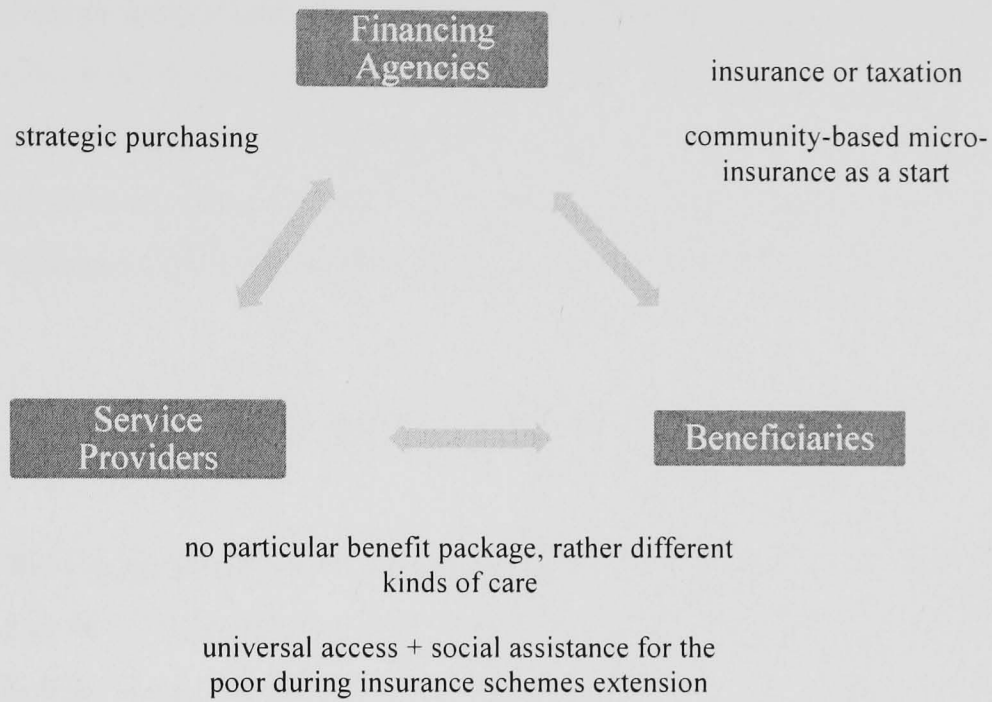 Financing
Agencies
insurance or taxation
strategic purchasing
community-based micro-
insurance as a start
Service
Providers
Beneficiaries
no particular benefit package, rather different
kinds of care
universal access + social assistance for the
poor during insurance schemes extension